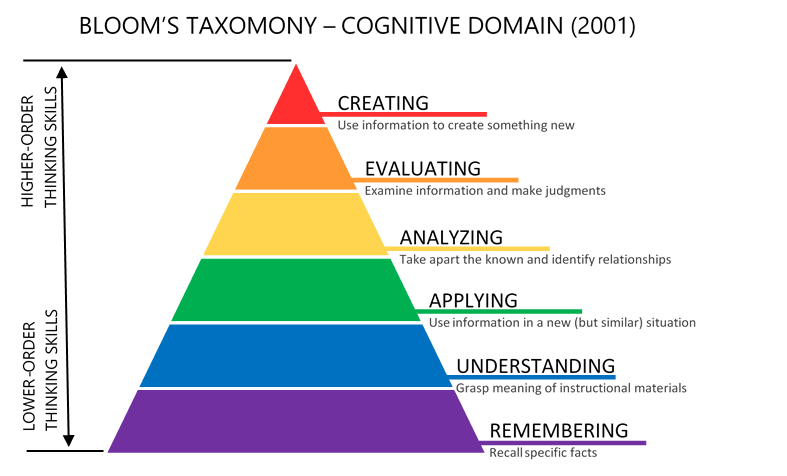 BLOOM’S TAXOMONY – COGNITIVE DOMAIN (2001)
HIGHER-ORDER
THINKING SKILLS
CREATING
Use information to create something new
EVALUATING
Examine information and make judgments
ANALYZING
Take apart the known and identify relationships
APPLYING
Use information in a new (but similar) situation
LOWER-ORDER
THINKING SKILLS
UNDERSTANDING
Grasp meaning of instructional materials
REMEMBERING
Recall specific facts